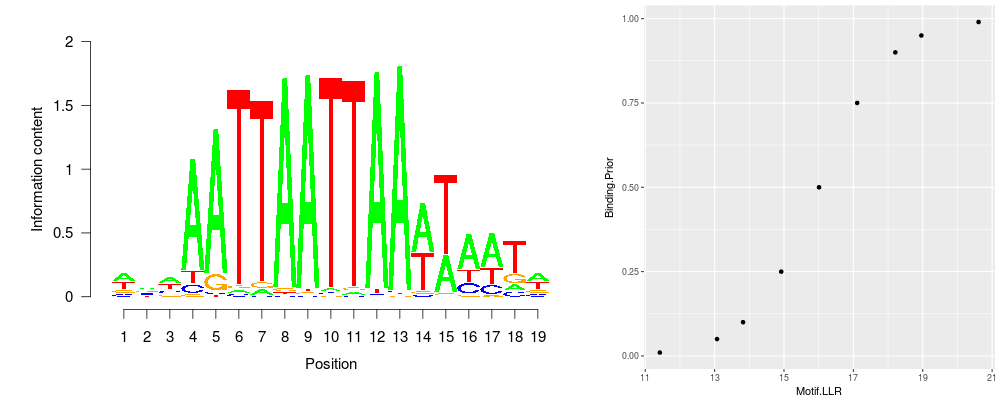 Information content
2
1.5
1
0.5
0
A A T T A A T T A A A T A A T
1 2 3 4 5 6 7 8 9 10 11 12 13 14 15 16 17 18 19
Position
Binding.Prior
1.00
0.75
0.50
0.25
0.00
11 13 15 17 19 21
Motif.LLR